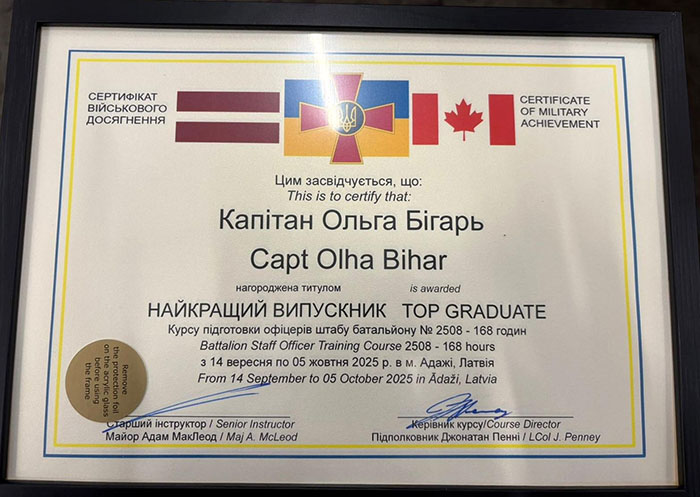 СЕРТИФІКАТ
ВІЙСЬКОВОГО
ДОСЯГНЕННЯ
CERTIFICATE
OF MILITARY
ACHIEVEMENT
Цим засвідчується, що:
This is to certify that:
Капітан Ольга Бігарь
Capt Olha Bihar
нагороджена титулом is awarded
НАЙКРАЩИЙ ВИПУСКНИК TOP GRADUATE
Курсу підготовки офіцерів штабу батальйону № 2508 - 168 годин
Battalion Staff Officer Training Course 2508 - 168 hours
з 14 вересня по 05 жовтня 2025 р. в м. Адажі, Латвія
From 14 September to 05 October 2025 in Ādaži, Latvia
Remove
the protection foil
on the acrylic glass
before using
the frame
Старший інструктор / Senior Instructor
Майор Адам МакЛеод / Maj A. McLeod
Керівник курсу/Course Director
Підполковник Джонатан Пенні / LCol J. Penney